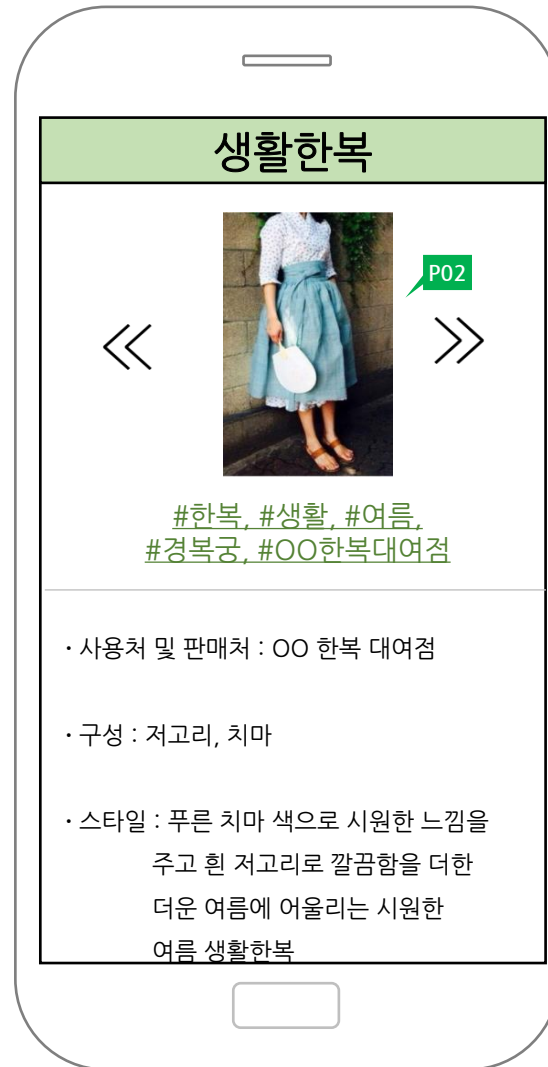 생활한복
P02
#한복, #생활, #여름,
#경복궁, #OO한복대여점
· 사용처 및 판매처 : OO 한복 대여점
· 구성 : 저고리, 치마
· 스타일 : 푸른 치마 색으로 시원한 느낌을
주고 흰 저고리로 깔끔함을 더한
더운 여름에 어울리는 시원한
여름 생활한복